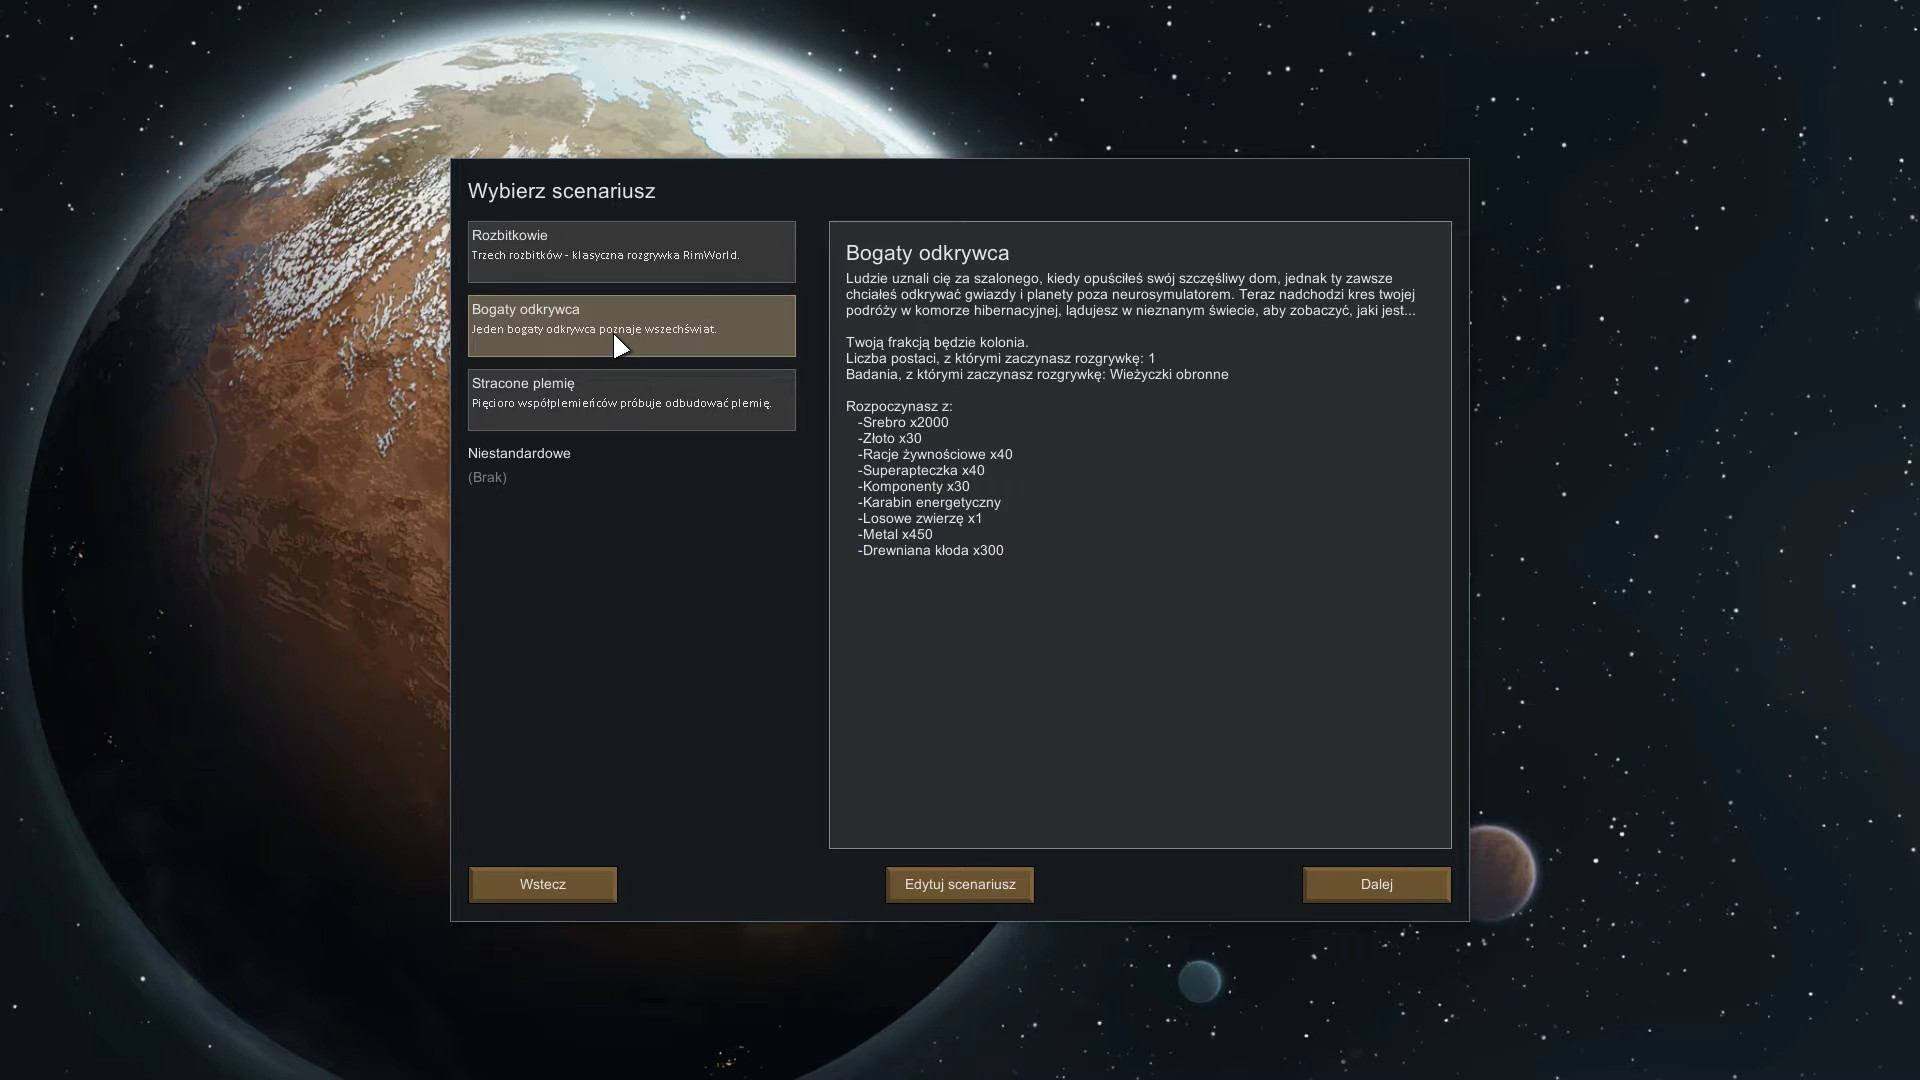 Wybierz scenariusz
Rozbitkowie
Trzech rozbitków - klasyczna rozgrywka RimWorld.
Bogaty odkrywca
Jeden bogaty odkrywca poznaje wszechświat.
Stracone plemię
Pięcioro współplemieńców próbuje odbudować plemię.
Niestandardowe
(Brak)
Bogaty odkrywca
Ludzie uznali cię za szalonego, kiedy opuściłeś swój szczęśliwy dom, jednak ty zawsze
chciałeś odkrywać gwiazdy i planety poza neurosymulatorem. Teraz nadchodzi kres twojej
podróży w komorze hibernacyjnej, lądujesz w nieznanym świecie, aby zobaczyć, jaki jest...
Twoją frakcją będzie kolonia.
Liczba postaci, z którymi zaczynasz rozgrywkę: 1
Badania, z którymi zaczynasz rozgrywkę: Wieżyczki obronne
Rozpoczynasz z:
-Srebro x2000
-Złoto x30
-Racje żywnościowe x40
-Superapteczka x40
-Komponenty x30
-Karabin energetyczny
-Losowe zwierzę x1
-Metal x450
-Drewniana kłoda x300
Wstecz
Edytuj scenariusz
Dalej